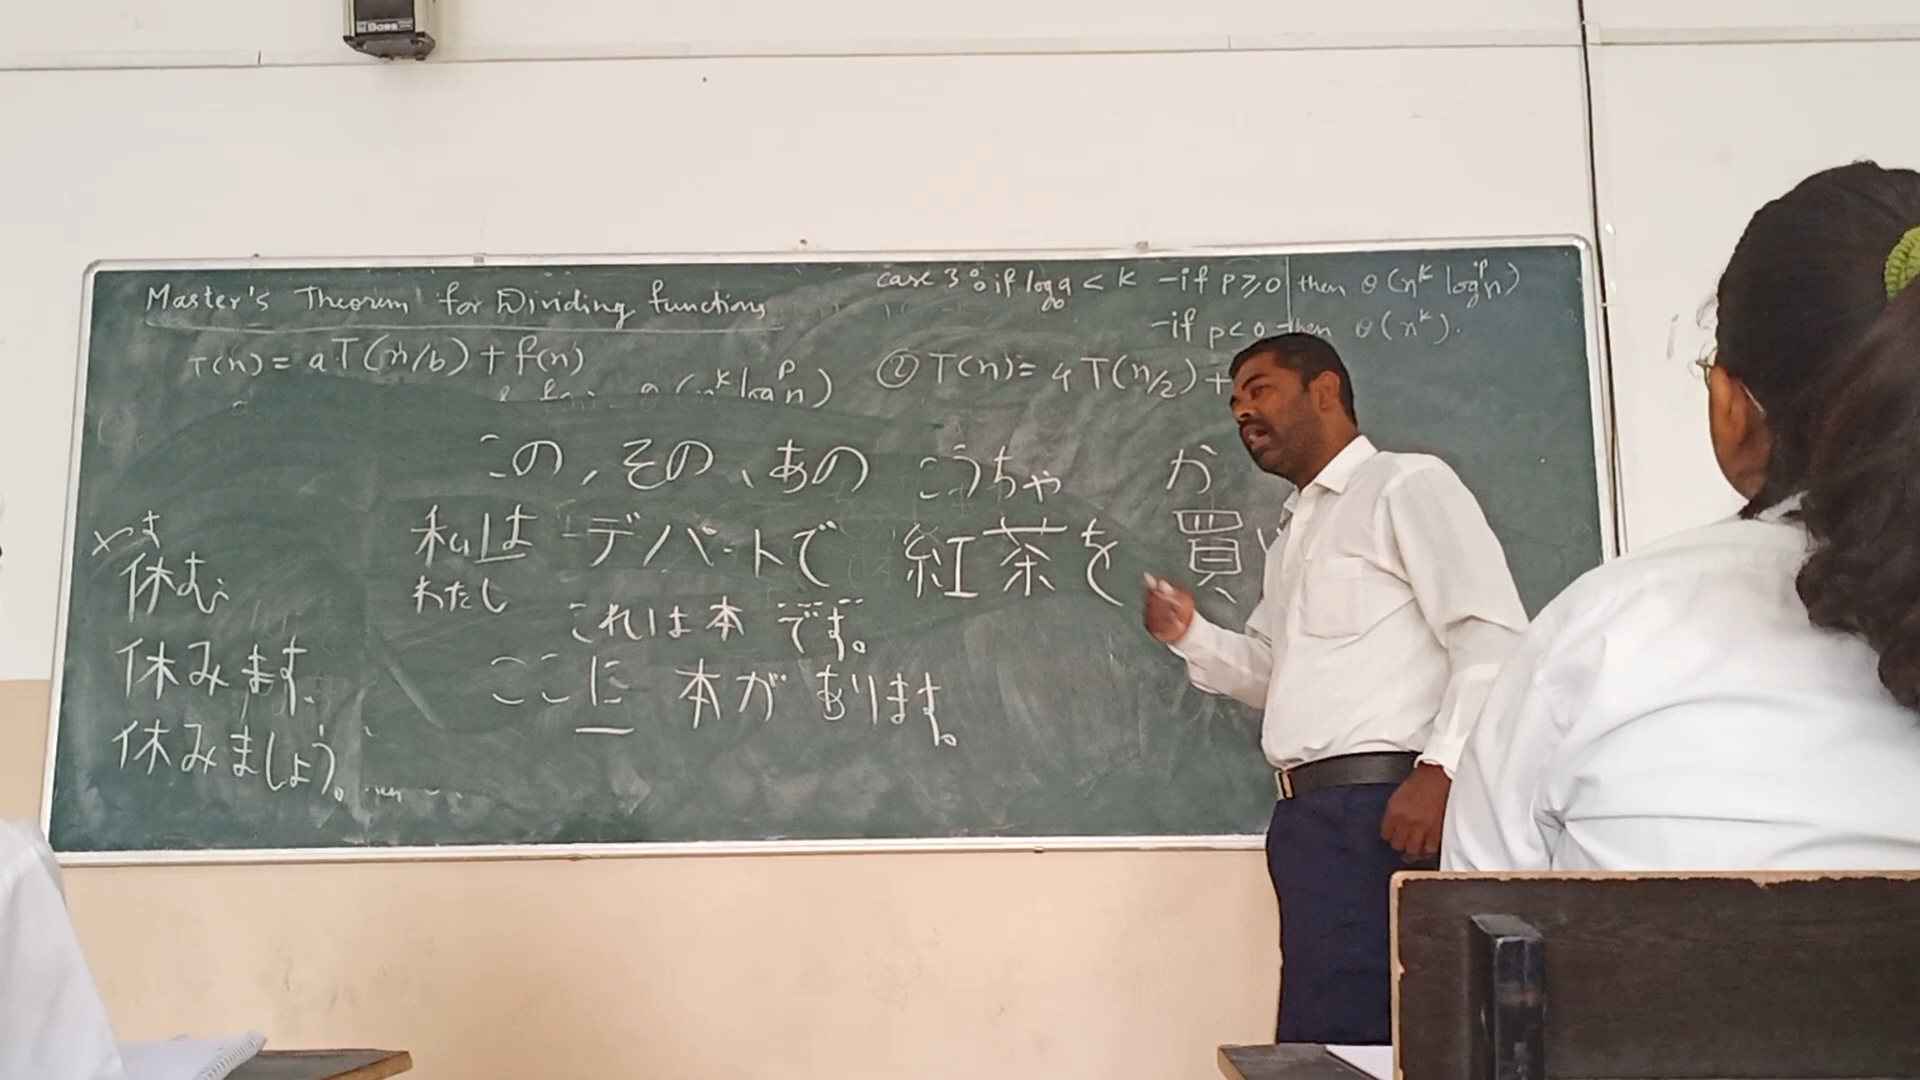 Boss
Master's Theorem for Dividing functions
T(n) = aT(n/b) + f(n)
case 3: if log_b a < k - if p ≥ 0 then θ(n^k log^p n)
- if p < 0 then θ(n^k).
② T(n) = 4T(n/2) +
この,その、あの こうちゃ か
私は デパートで 紅茶を 買
わたし
これは本です。
ここに 本が あります。
やす
休む
休みます
休みましょう。